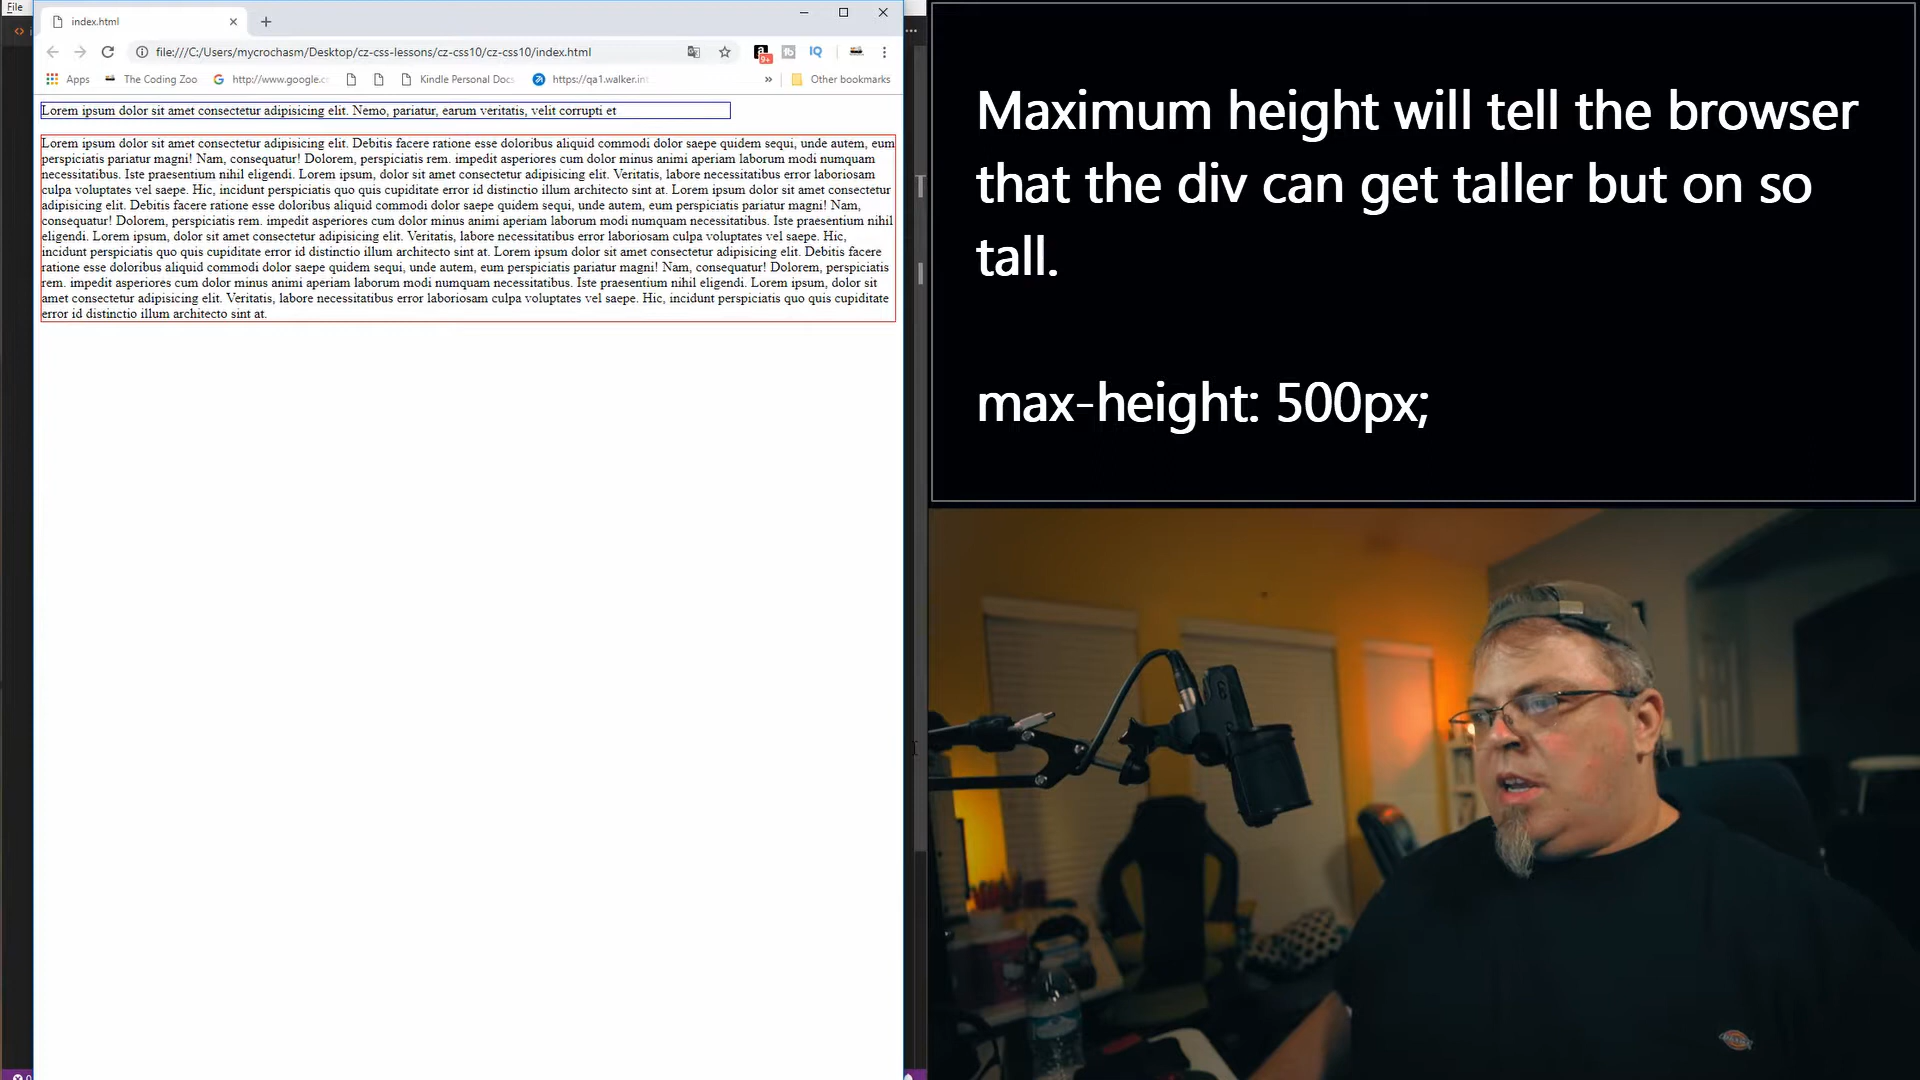 File
index.html
file:///C:/Users/mycrochasm/Desktop/cz-css-lessons/cz-css10/cz-css10/index.html
9+
IQ
Apps
The Coding Zoo
http://www.google.c
Kindle Personal Docs
https://qa1.walker.in
»
Other bookmarks
Lorem ipsum dolor sit amet consectetur adipisicing elit. Nemo, pariatur, earum veritatis, velit corrupti et
Lorem ipsum dolor sit amet consectetur adipisicing elit. Debitis facere ratione esse doloribus aliquid commodi dolor saepe quidem sequi, unde autem, eum
perspiciatis pariatur magni! Nam, consequatur! Dolorem, perspiciatis rem. impedit asperiores cum dolor minus animi aperiam laborum modi numquam
necessitatibus. Iste praesentium nihil eligendi. Lorem ipsum, dolor sit amet consectetur adipisicing elit. Veritatis, labore necessitatibus error laboriosam
culpa voluptates vel saepe. Hic, incidunt perspiciatis quo quis cupiditate error id distinctio illum architecto sint at. Lorem ipsum dolor sit amet consectetur
adipisicing elit. Debitis facere ratione esse doloribus aliquid commodi dolor saepe quidem sequi, unde autem, eum perspiciatis pariatur magni! Nam,
consequatur! Dolorem, perspiciatis rem. impedit asperiores cum dolor minus animi aperiam laborum modi numquam necessitatibus. Iste praesentium nihil
eligendi. Lorem ipsum, dolor sit amet consectetur adipisicing elit. Veritatis, labore necessitatibus error laboriosam culpa voluptates vel saepe. Hic,
incidunt perspiciatis quo quis cupiditate error id distinctio illum architecto sint at. Lorem ipsum dolor sit amet consectetur adipisicing elit. Debitis facere
ratione esse doloribus aliquid commodi dolor saepe quidem sequi, unde autem, eum perspiciatis pariatur magni! Nam, consequatur! Dolorem, perspiciatis
rem. impedit asperiores cum dolor minus animi aperiam laborum modi numquam necessitatibus. Iste praesentium nihil eligendi. Lorem ipsum, dolor sit
amet consectetur adipisicing elit. Veritatis, labore necessitatibus error laboriosam culpa voluptates vel saepe. Hic, incidunt perspiciatis quo quis cupiditate
error id distinctio illum architecto sint at.
Maximum height will tell the browser
that the div can get taller but on so
tall.
max-height: 500px;